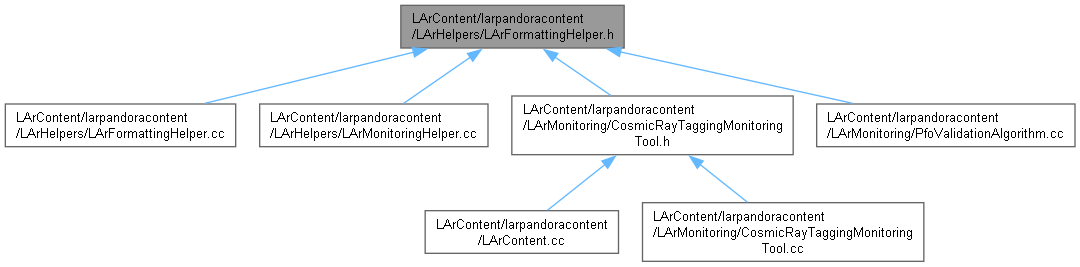 LArContent/larpandoracontent
/LArHelpers/LArFormattingHelper.h
LArContent/larpandoracontent
/LArHelpers/LArFormattingHelper.cc
LArContent/larpandoracontent
/LArHelpers/LArMonitoringHelper.cc
LArContent/larpandoracontent
/LArMonitoring/CosmicRayTaggingMonitoring
Tool.h
LArContent/larpandoracontent
/LArMonitoring/PfoValidationAlgorithm.cc
LArContent/larpandoracontent
/LArContent.cc
LArContent/larpandoracontent
/LArMonitoring/CosmicRayTaggingMonitoring
Tool.cc